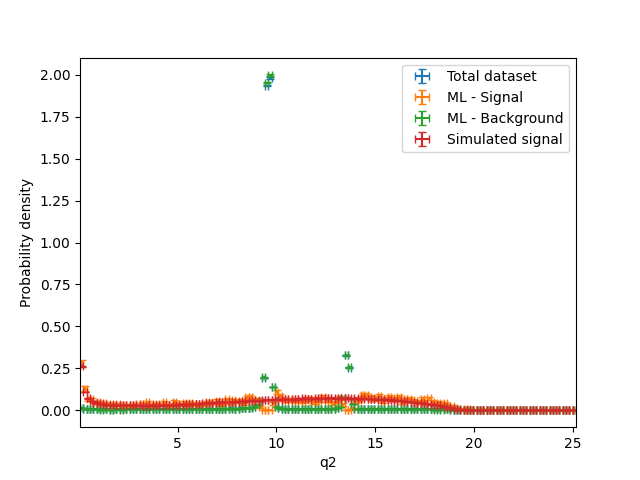 Total dataset
ML - Signal
ML - Background
Simulated signal
Probability density
2.00
1.75
1.50
1.25
1.00
0.75
0.50
0.25
0.00
5
10
15
20
25
q2